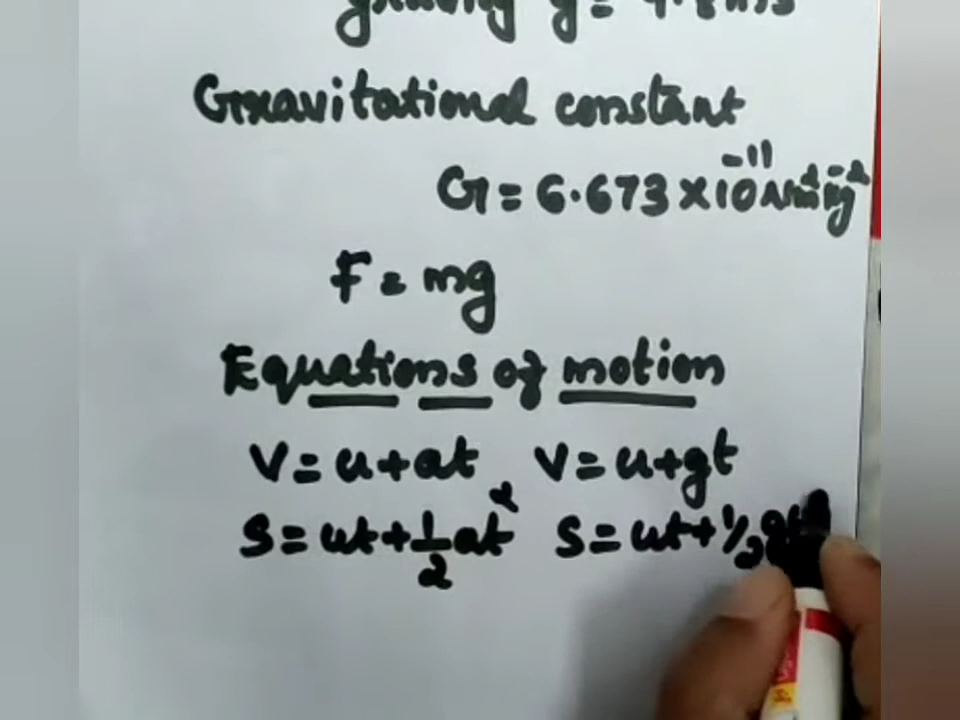 Gravitational constant
G = 6.673 × 10⁻¹¹ Nm²kg⁻²
F = mg
Equations of motion
V = u + at V = u + gt
S = ut + 1/2 at² S = ut + 1/2 gt